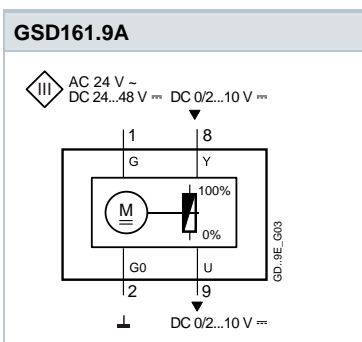 GSD161.9A
III
AC 24 V ~
DC 24...48 V ⎓ DC 0/2...10 V ⎓
1 8
G Y
100%
M
0%
G0 U
2 9
DC 0/2...10 V ⎓
GD..9E_G03